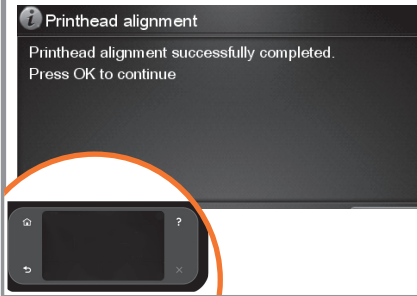 Printhead alignment
Printhead alignment successfully completed.
Press OK to continue
?